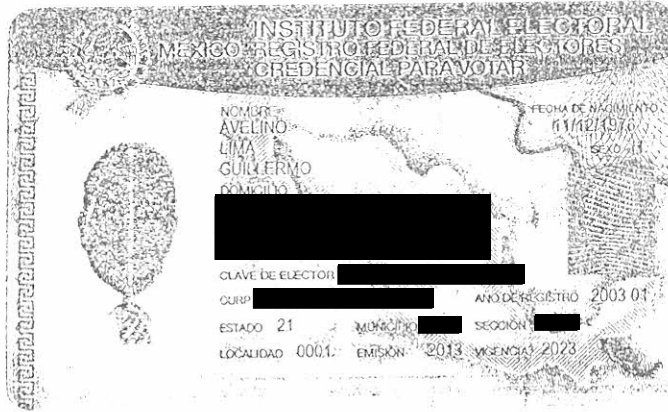 INSTITUTO FEDERAL ELECTORAL
MÉXICO REGISTRO FEDERAL DE ELECTORES
CREDENCIAL PARA VOTAR
NOMBRE
AVELINO
LIMA
GUILLERMO
FECHA DE NACIMIENTO
SEXO H
DOMICILIO
CLAVE DE ELECTOR
CURP
AÑO DE REGISTRO 2003 01
ESTADO 21 MUNICIPIO SECCIÓN
LOCALIDAD 0001 EMISIÓN 2013 VIGENCIA 2023